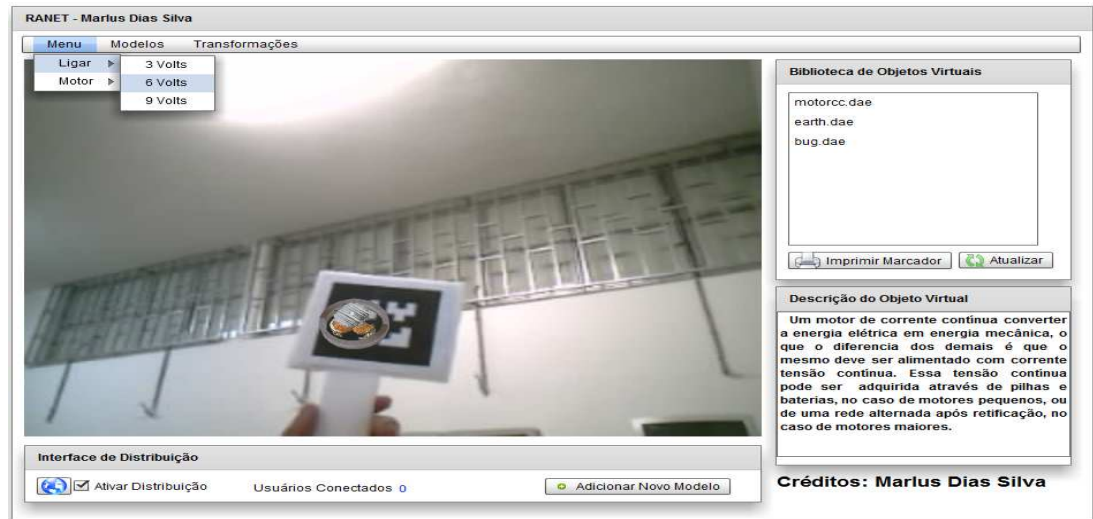 RANET - Marlus Dias Silva
Menu Modelos Transformações
Ligar
Motor
3 Volts
6 Volts
9 Volts
Biblioteca de Objetos Virtuais
motorcc.dae
earth.dae
bug.dae
Imprimir Marcador Atualizar
Descrição do Objeto Virtual
Um motor de corrente contínua converter
a energia elétrica em energia mecânica, o
que o diferencia dos demais é que o
mesmo deve ser alimentado com corrente
tensão continua. Essa tensão continua
pode ser adquirida através de pilhas e
baterias, no caso de motores pequenos, ou
de uma rede alternada após retificação, no
caso de motores maiores.
Interface de Distribuição
Ativar Distribuição Usuários Conectados 0 Adicionar Novo Modelo
Créditos: Marlus Dias Silva